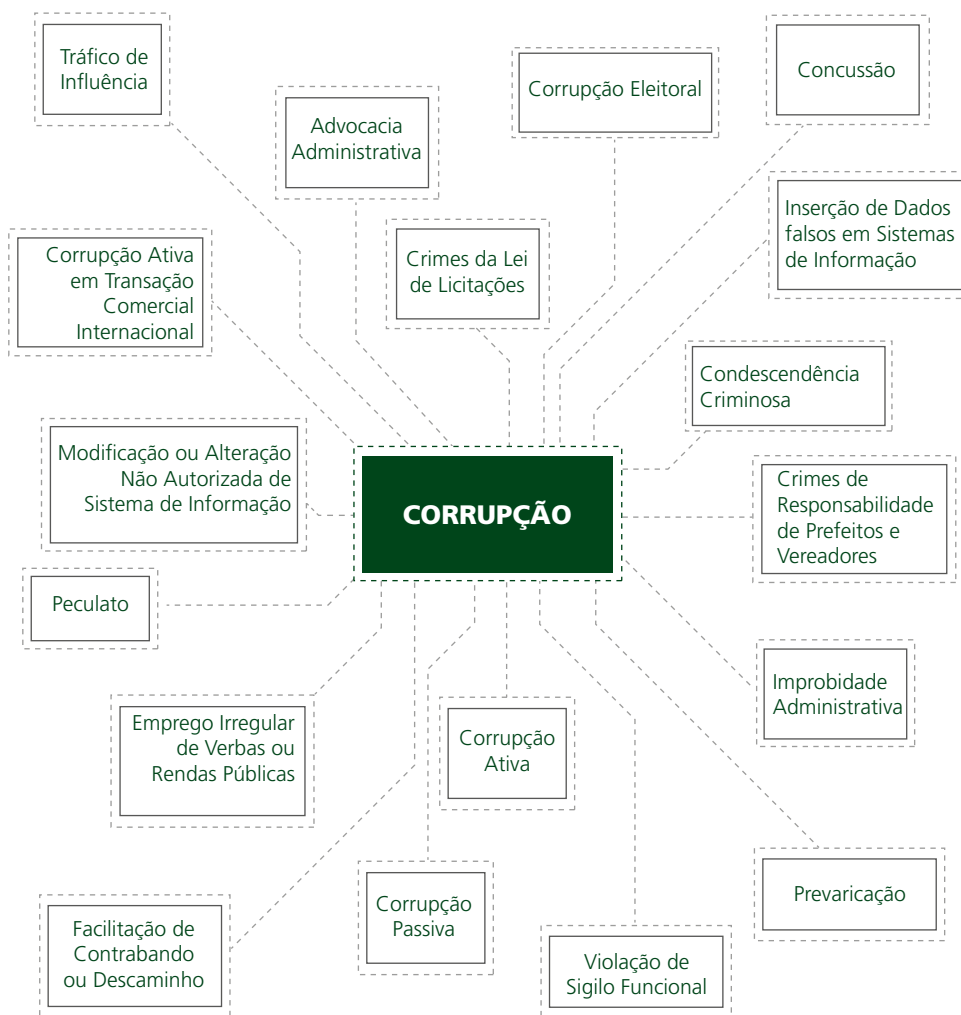 Tráfico de
Influência
Advocacia
Administrativa
Corrupção Eleitoral
Concussão
Corrupção Ativa
em Transação
Comercial
Internacional
Crimes da Lei
de Licitações
Inserção de Dados
falsos em Sistemas
de Informação
Condescendência
Criminosa
Modificação ou Alteração
Não Autorizada de
Sistema de Informação
CORRUPÇÃO
Crimes de
Responsabilidade
de Prefeitos e
Vereadores
Peculato
Improbidade
Administrativa
Emprego Irregular
de Verbas ou
Rendas Públicas
Corrupção
Ativa
Prevaricação
Facilitação de
Contrabando
ou Descaminho
Corrupção
Passiva
Violação de
Sigilo Funcional